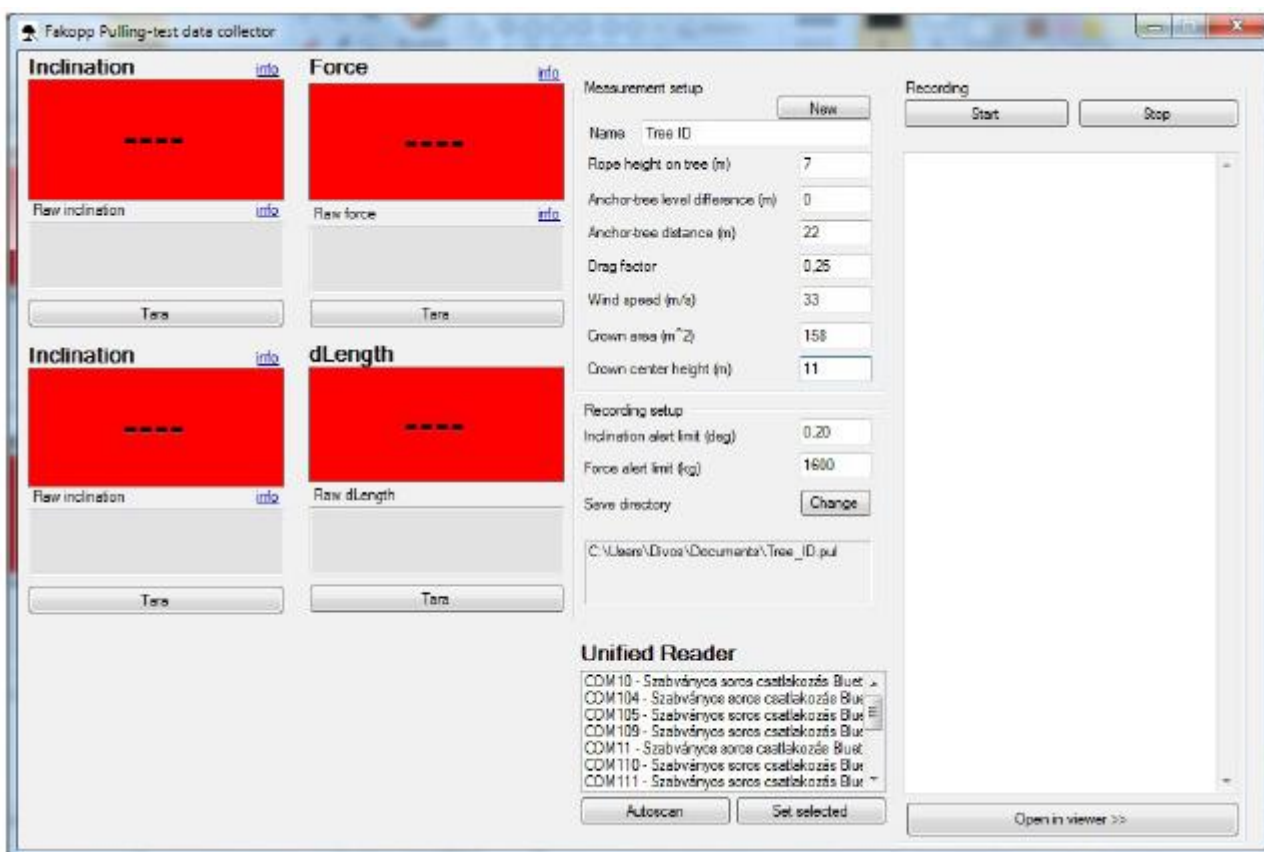 Fakopp Pulling-test data collector
Inclination info
----
Raw inclination info
Tara
Force info
----
Raw force info
Tara
Inclination info
----
Raw inclination info
Tara
dLength
----
Raw dLength
Tara
Measurement setup
New
Name Tree ID
Rope height on tree (m) 7
Anchor-tree level difference (m) 0
Anchor-tree distance (m) 22
Drag factor 0,25
Wind speed (m/s) 33
Crown area (m^2) 158
Crown center height (m) 11
Recording setup
Inclination alert limit (deg) 0.20
Force alert limit (kg) 1600
Save directory Change
C:\Users\Divos\Documents\Tree_ID.pul
Unified Reader
COM10 - Szabványos soros csatlakozás Bluet
COM104 - Szabványos soros csatlakozás Blue
COM105 - Szabványos soros csatlakozás Blue
COM109 - Szabványos soros csatlakozás Blue
COM11 - Szabványos soros csatlakozás Bluet
COM110 - Szabványos soros csatlakozás Blue
COM111 - Szabványos soros csatlakozás Blue
Autoscan Set selected
Recording
Start Stop
Open in viewer >>